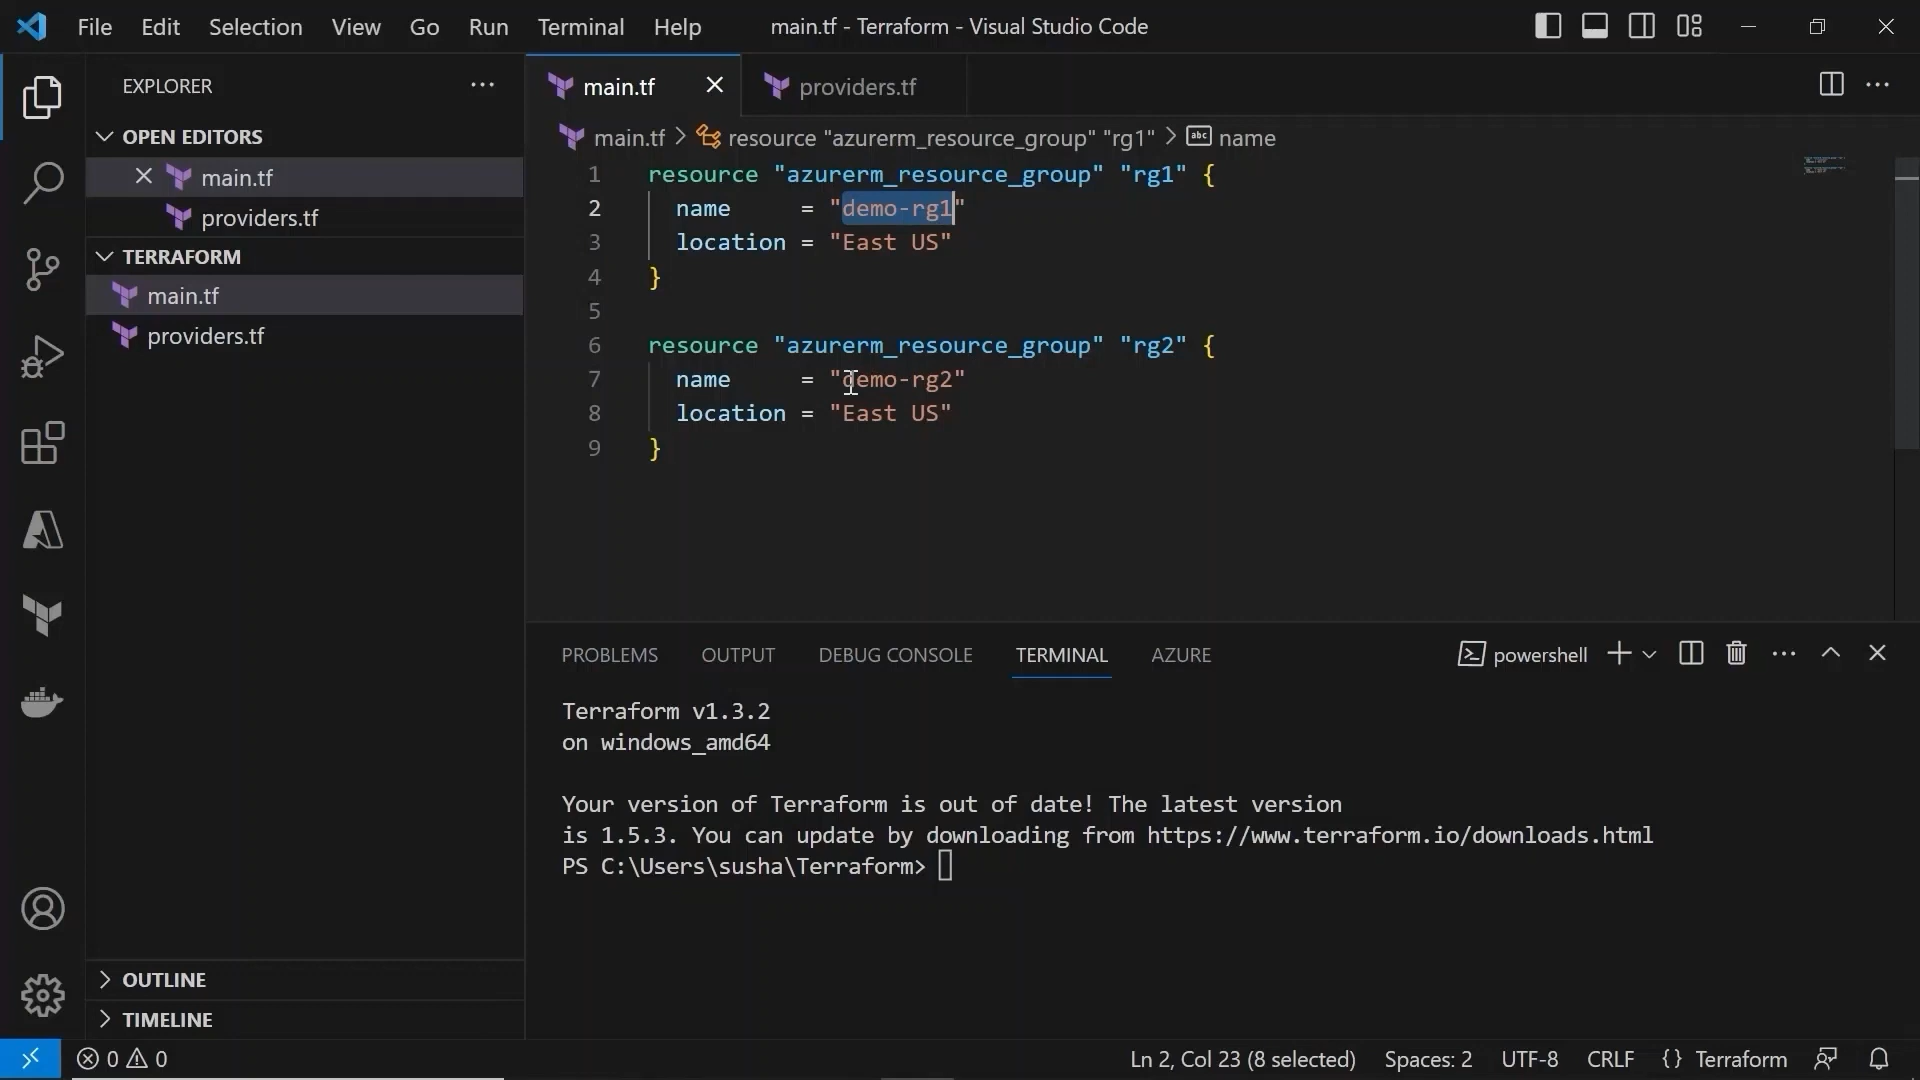 File Edit Selection View Go Run Terminal Help main.tf - Terraform - Visual Studio Code
EXPLORER
OPEN EDITORS
main.tf
providers.tf
TERRAFORM
main.tf
providers.tf
OUTLINE
TIMELINE
main.tf providers.tf
main.tf > resource "azurerm_resource_group" "rg1" > abc name
1 resource "azurerm_resource_group" "rg1" {
2   name     = "demo-rg1"
3   location = "East US"
4 }
5
6 resource "azurerm_resource_group" "rg2" {
7   name     = "demo-rg2"
8   location = "East US"
9 }
PROBLEMS OUTPUT DEBUG CONSOLE TERMINAL AZURE powershell
Terraform v1.3.2
on windows_amd64
Your version of Terraform is out of date! The latest version
is 1.5.3. You can update by downloading from https://www.terraform.io/downloads.html
PS C:\Users\susha\Terraform>
0 0 Ln 2, Col 23 (8 selected) Spaces: 2 UTF-8 CRLF {} Terraform